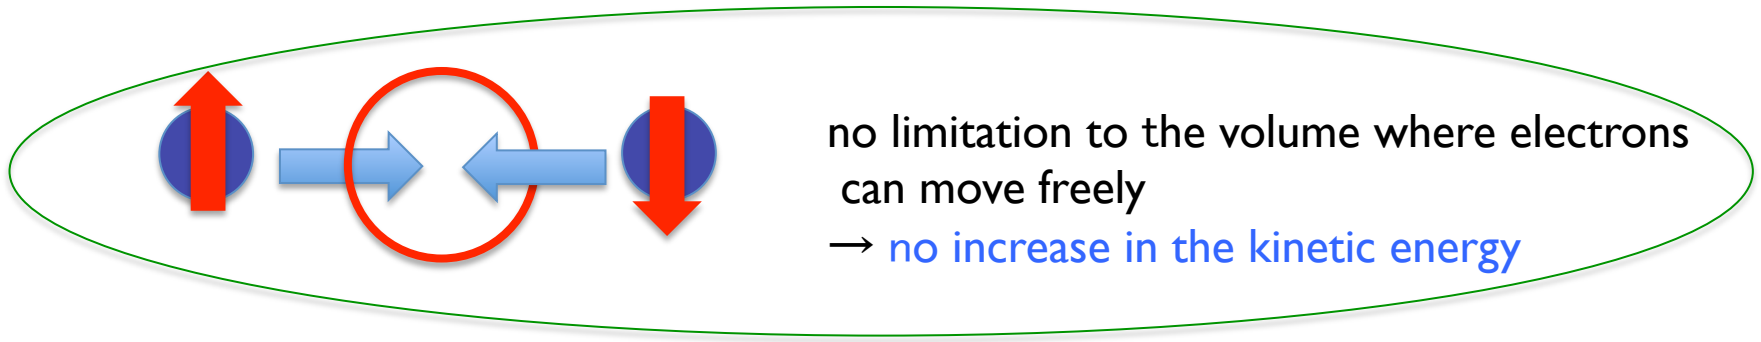 no limitation to the volume where electrons
can move freely
→ no increase in the kinetic energy